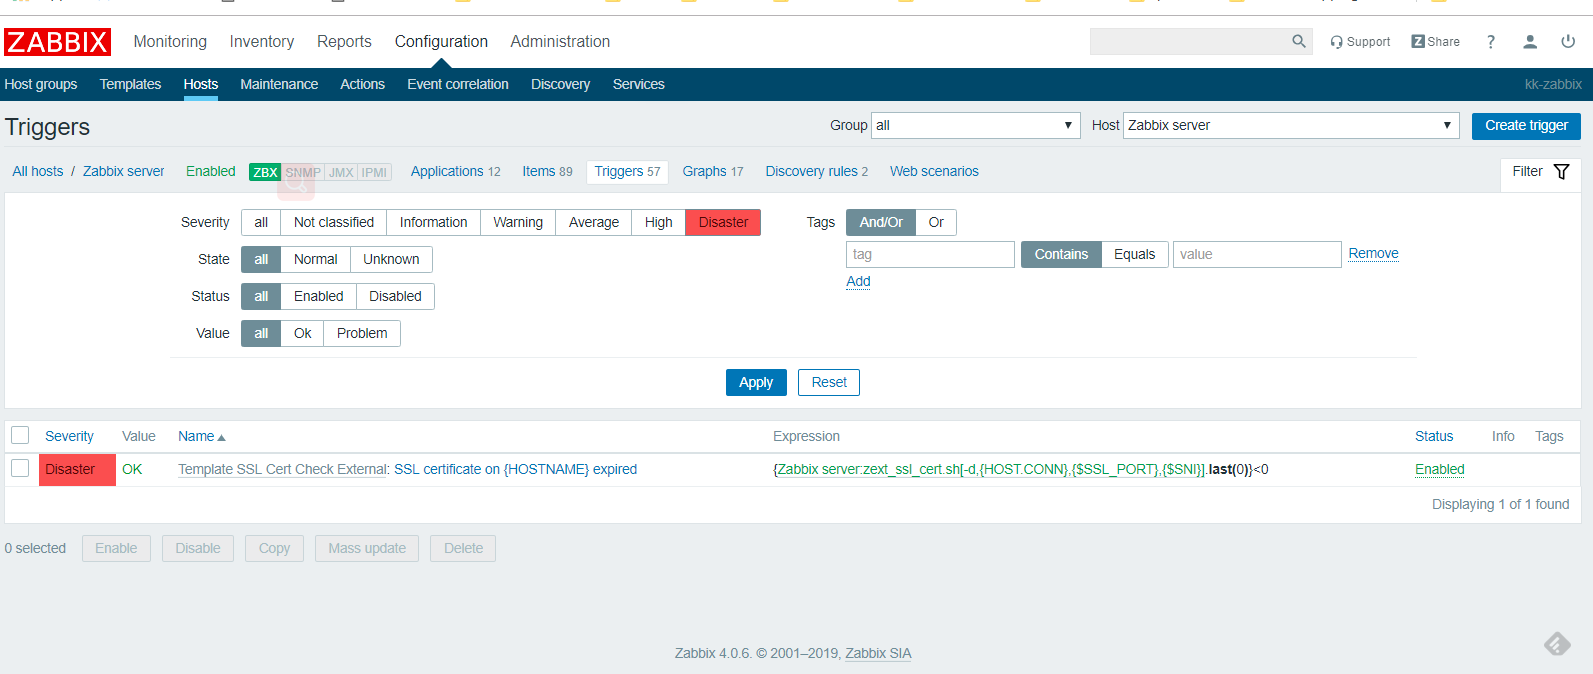 ZABBIX Monitoring Inventory Reports Configuration Administration Support Z Share ?
Host groups Templates Hosts Maintenance Actions Event correlation Discovery Services kk-zabbix
Triggers Group all Host Zabbix server Create trigger
All hosts / Zabbix server Enabled ZBX SNMP JMX IPMI Applications 12 Items 89 Triggers 57 Graphs 17 Discovery rules 2 Web scenarios Filter
Severity all Not classified Information Warning Average High Disaster Tags And/Or Or
tag Contains Equals value Remove
State all Normal Unknown
Add
Status all Enabled Disabled
Value all Ok Problem
Apply Reset
Severity Value Name Expression Status Info Tags
Disaster OK Template SSL Cert Check External: SSL certificate on {HOSTNAME} expired {Zabbix server:zext_ssl_cert.sh[-d,{HOST.CONN},{$SSL_PORT},{$SNI}].last(0)}<0 Enabled
Displaying 1 of 1 found
0 selected Enable Disable Copy Mass update Delete
Zabbix 4.0.6. © 2001–2019, Zabbix SIA